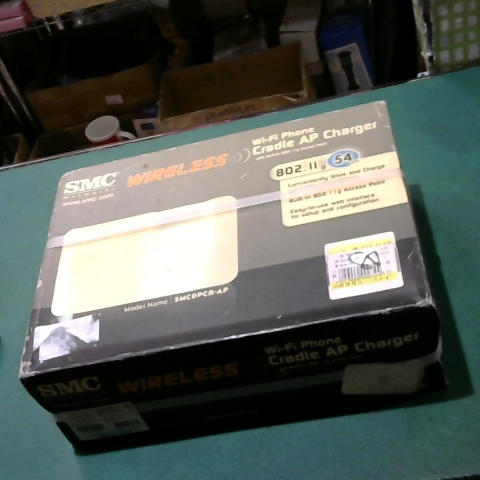 SMC
Networks
www.smc.com
WIRELESS
Wi-Fi Phone
Cradle AP Charger
802.11g 54
Conveniently Store and Charge
Built-in 802.11g Access Point
Easy-to-use web interface
for setup and configuration
Model Name : SMCDPCR-AP
SMC
WIRELESS
Wi-Fi Phone
Cradle AP Charger